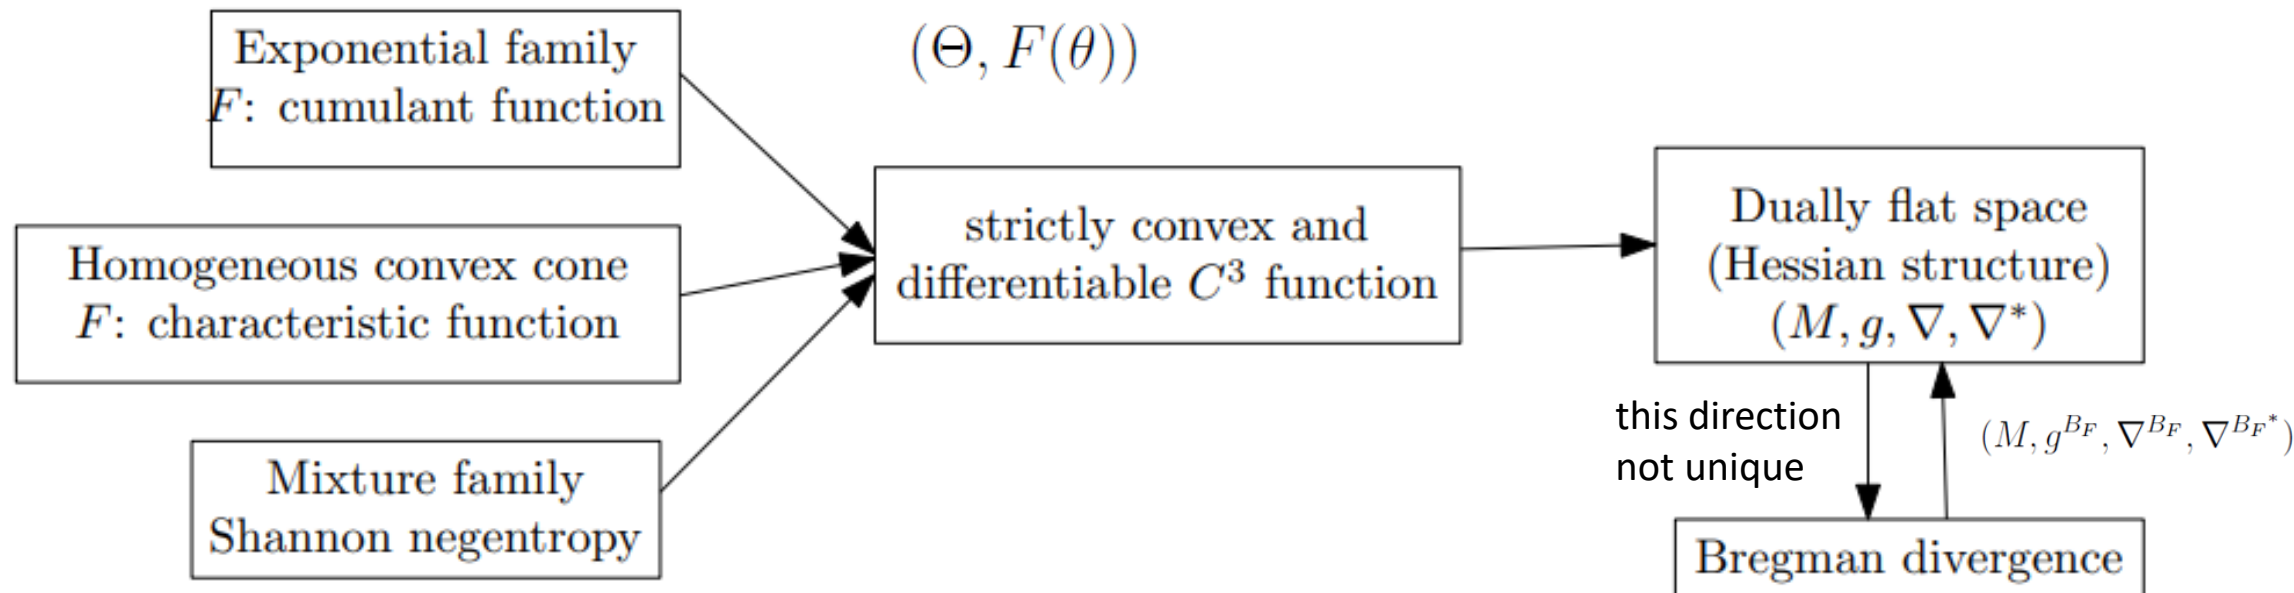 Exponential family
F: cumulant function
(Θ, F(θ))
Homogeneous convex cone
F: characteristic function
Mixture family
Shannon negentropy
strictly convex and
differentiable C³ function
Dually flat space
(Hessian structure)
(M, g, ∇, ∇*)
this direction
not unique
(M, g^{B_F}, ∇^{B_F}, ∇^{B_F*})
Bregman divergence